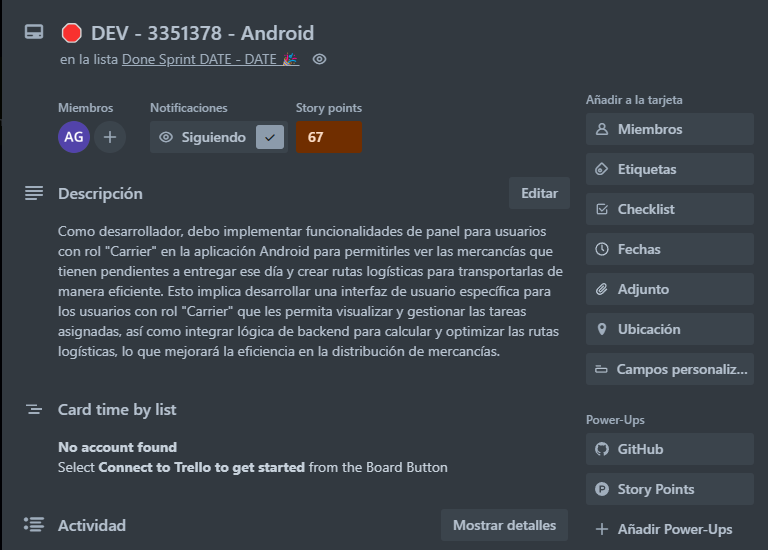 DEV - 3351378 - Android
en la lista Done Sprint DATE - DATE
Miembros
Notificaciones
Story points
AG
Siguiendo
67
Descripción
Editar
Como desarrollador, debo implementar funcionalidades de panel para usuarios
con rol "Carrier" en la aplicación Android para permitirles ver las mercancías que
tienen pendientes a entregar ese día y crear rutas logísticas para transportarlas de
manera eficiente. Esto implica desarrollar una interfaz de usuario específica para
los usuarios con rol "Carrier" que les permita visualizar y gestionar las tareas
asignadas, así como integrar lógica de backend para calcular y optimizar las rutas
logísticas, lo que mejorará la eficiencia en la distribución de mercancías.
Card time by list
No account found
Select Connect to Trello to get started from the Board Button
Actividad
Mostrar detalles
Añadir a la tarjeta
Miembros
Etiquetas
Checklist
Fechas
Adjunto
Ubicación
Campos personaliz...
Power-Ups
GitHub
Story Points
Añadir Power-Ups